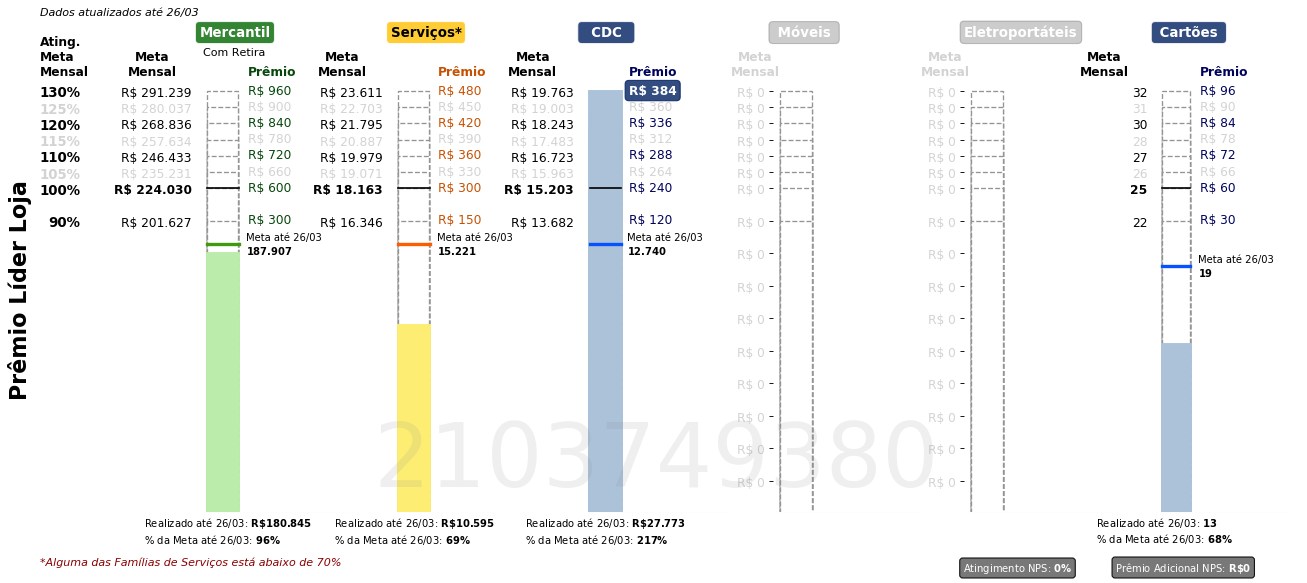 Dados atualizados até 26/03
Mercantil
Serviços*
CDC
Móveis
Eletroportáteis
Cartões
Ating.
Meta
Mensal
Meta
Mensal
Com Retira
Prêmio
Meta
Mensal
Prêmio
Meta
Mensal
Prêmio
Meta
Mensal
Meta
Mensal
Meta
Mensal
Prêmio
130% R$ 291.239 R$ 960 R$ 23.611 R$ 480 R$ 19.763 R$ 384 R$ 0 R$ 0 32 R$ 96
125% R$ 280.037 R$ 900 R$ 22.703 R$ 450 R$ 19.003 R$ 360 R$ 0 R$ 0 31 R$ 90
120% R$ 268.836 R$ 840 R$ 21.795 R$ 420 R$ 18.243 R$ 336 R$ 0 R$ 0 30 R$ 84
115% R$ 257.634 R$ 780 R$ 20.887 R$ 390 R$ 17.483 R$ 312 R$ 0 R$ 0 28 R$ 78
110% R$ 246.433 R$ 720 R$ 19.979 R$ 360 R$ 16.723 R$ 288 R$ 0 R$ 0 27 R$ 72
105% R$ 235.231 R$ 660 R$ 19.071 R$ 330 R$ 15.963 R$ 264 R$ 0 R$ 0 26 R$ 66
100% R$ 224.030 R$ 600 R$ 18.163 R$ 300 R$ 15.203 R$ 240 R$ 0 R$ 0 25 R$ 60
90% R$ 201.627 R$ 300 R$ 16.346 R$ 150 R$ 13.682 R$ 120 R$ 0 R$ 0 22 R$ 30
Meta até 26/03
187.907
Meta até 26/03
15.221
Meta até 26/03
12.740
Meta até 26/03
19
R$ 0 R$ 0
R$ 0 R$ 0
R$ 0 R$ 0
R$ 0 R$ 0
R$ 0 R$ 0
R$ 0 R$ 0
R$ 0 R$ 0
R$ 0 R$ 0
Prêmio Líder Loja
2103749380
Realizado até 26/03: R$180.845
% da Meta até 26/03: 96%
Realizado até 26/03: R$10.595
% da Meta até 26/03: 69%
Realizado até 26/03: R$27.773
% da Meta até 26/03: 217%
Realizado até 26/03: 13
% da Meta até 26/03: 68%
*Alguma das Famílias de Serviços está abaixo de 70%
Atingimento NPS: 0%
Prêmio Adicional NPS: R$0